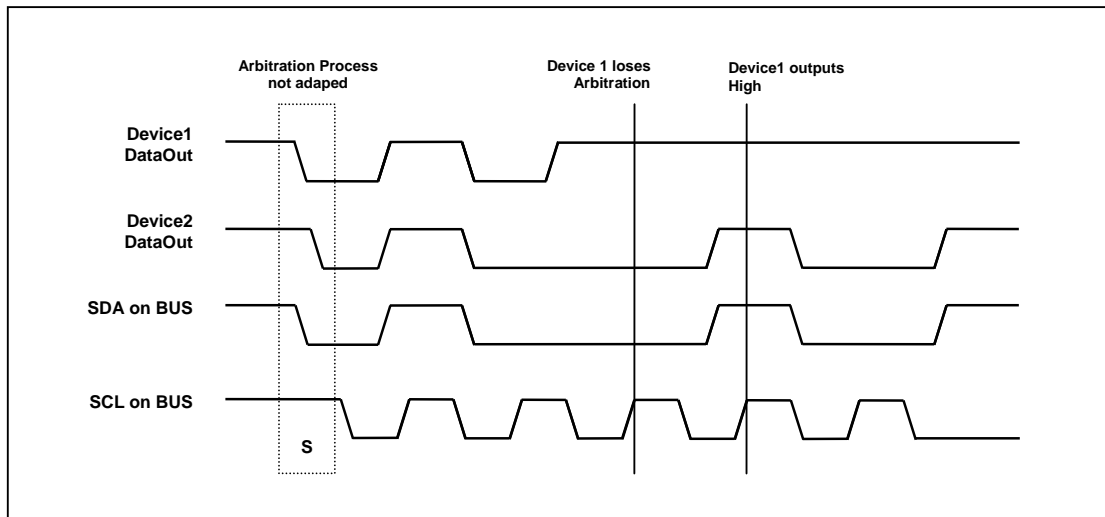 Arbitration Process
not adaped
Device 1 loses
Arbitration
Device1 outputs
High
Device1
DataOut
Device2
DataOut
SDA on BUS
SCL on BUS
S